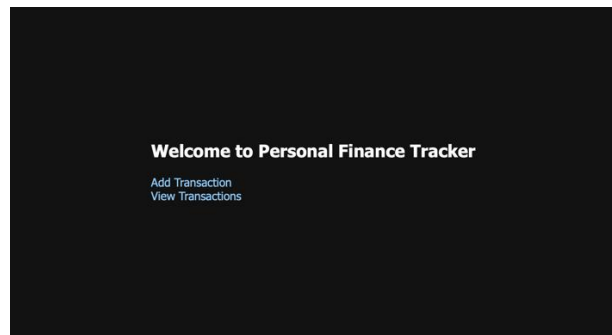 Welcome to Personal Finance Tracker
Add Transaction
View Transactions